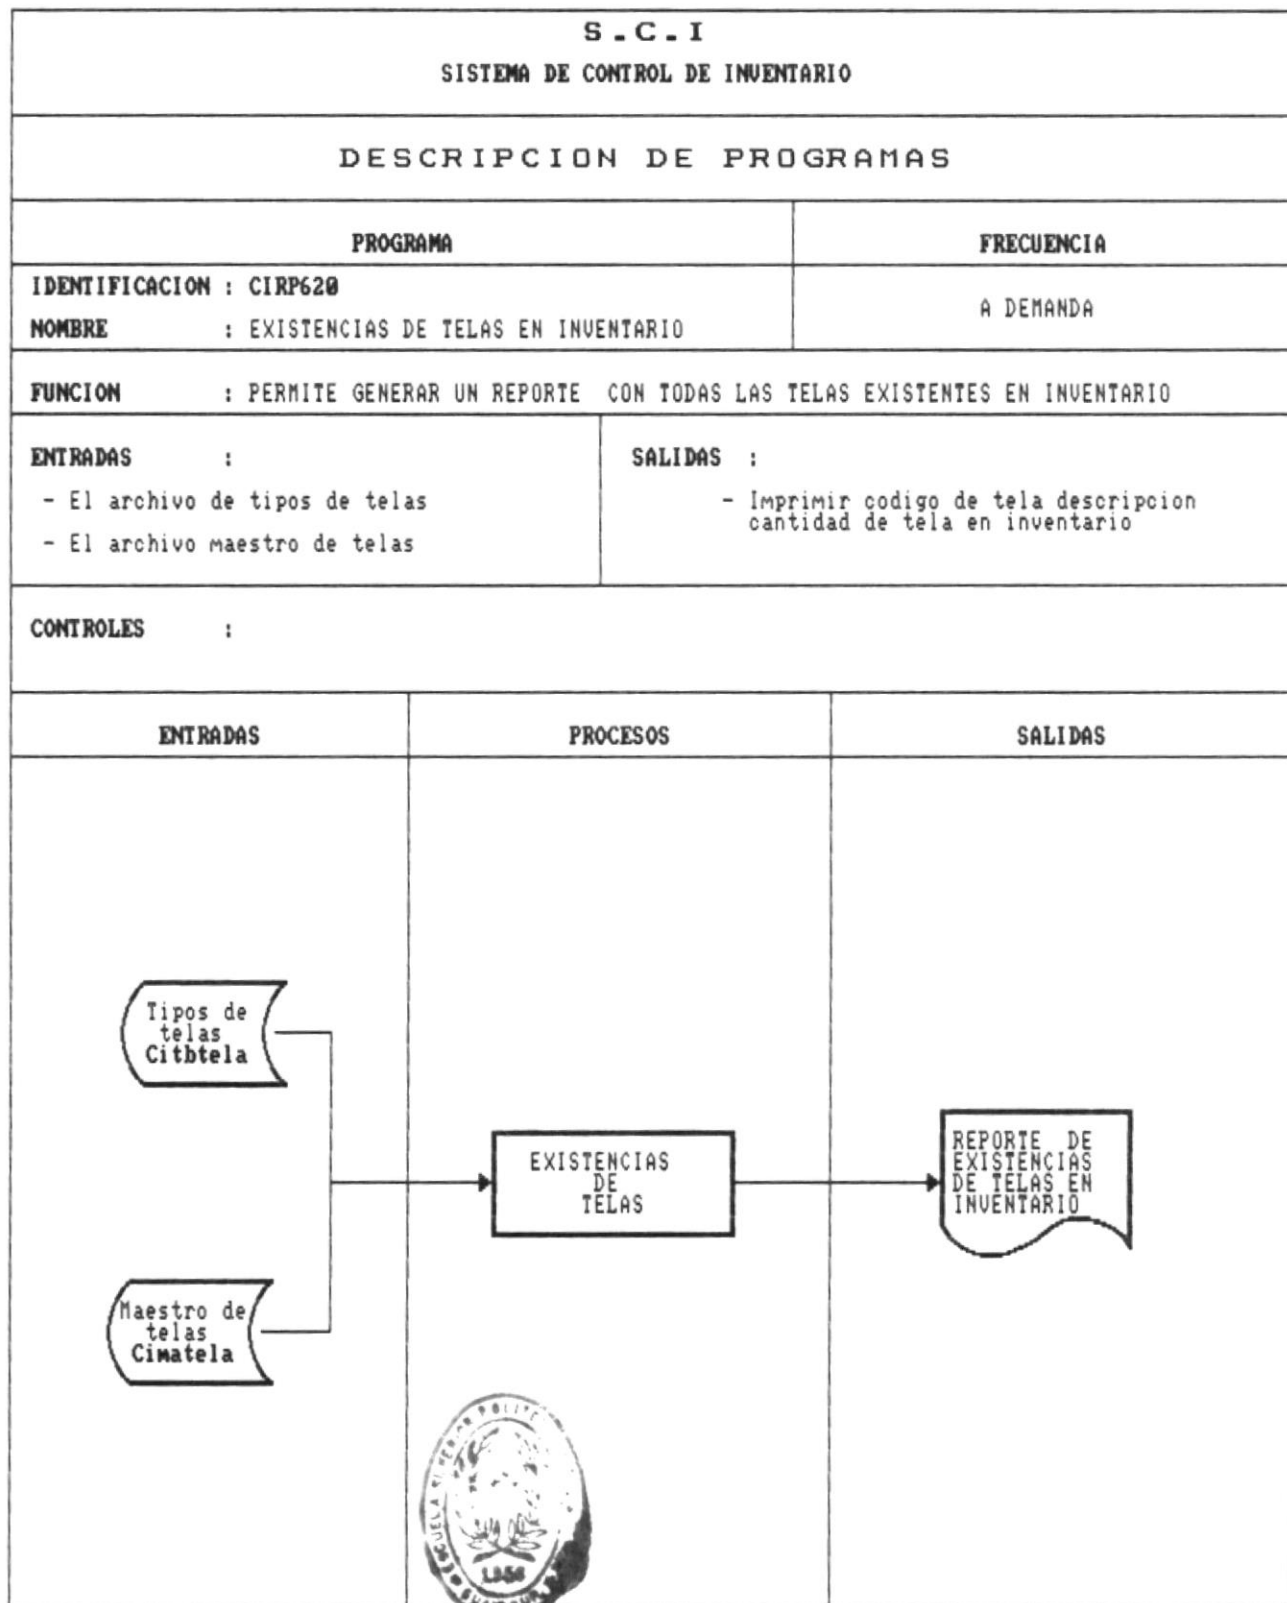 S.C.I
SISTEMA DE CONTROL DE INVENTARIO
DESCRIPCION DE PROGRAMAS
PROGRAMA
FRECUENCIA
IDENTIFICACION : CIRP620
NOMBRE : EXISTENCIAS DE TELAS EN INVENTARIO
A DEMANDA
FUNCION : PERMITE GENERAR UN REPORTE CON TODAS LAS TELAS EXISTENTES EN INVENTARIO
ENTRADAS :
- El archivo de tipos de telas
- El archivo maestro de telas
SALIDAS :
- Imprimir codigo de tela descripcion
cantidad de tela en inventario
CONTROLES :
ENTRADAS
PROCESOS
SALIDAS
Tipos de
telas
Citbtela
EXISTENCIAS
DE
TELAS
REPORTE DE
EXISTENCIAS
DE TELAS EN
INVENTARIO
Maestro de
telas
Cimatela
ESCUELA SUPERIOR POLITE